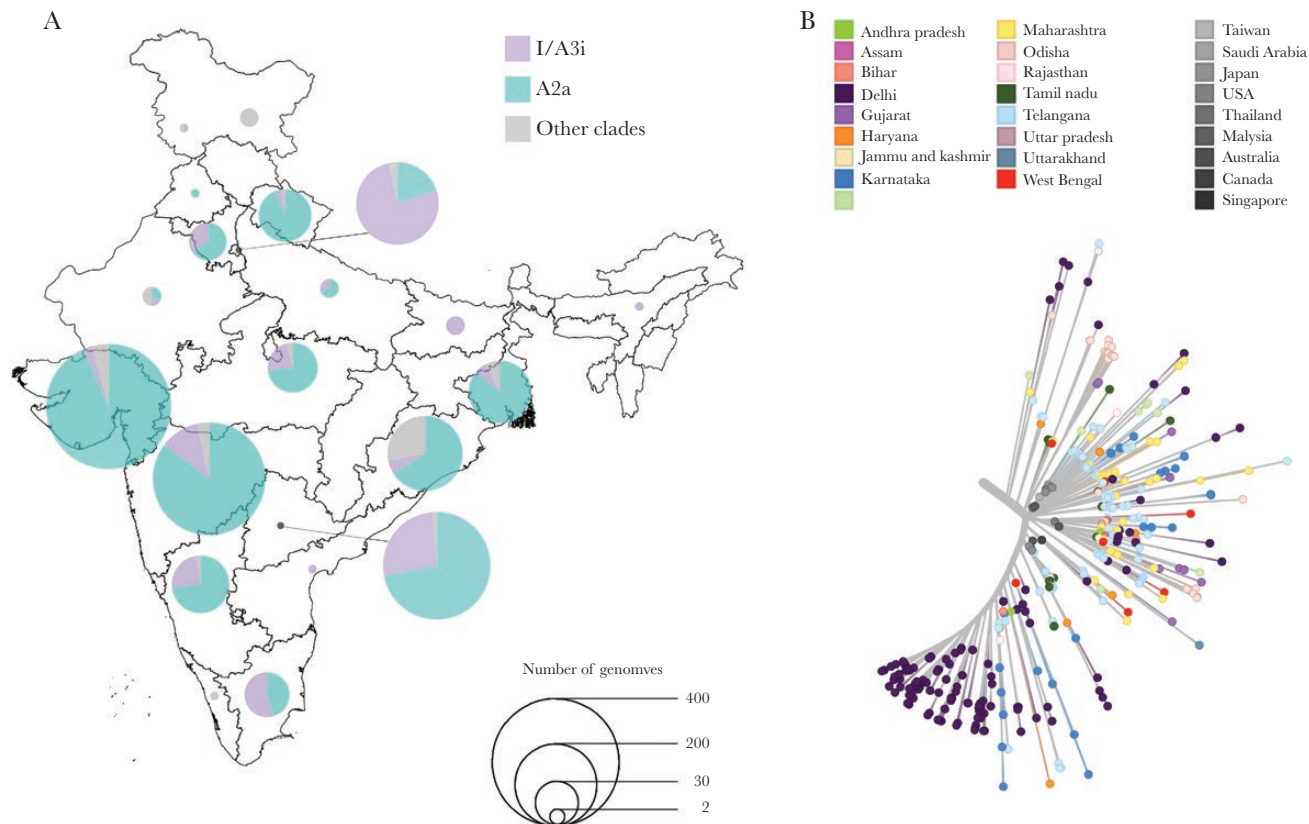 A
I/A3i
A2a
Other clades
Number of genomves
400
200
30
2
B
Andhra pradesh
Assam
Bihar
Delhi
Gujarat
Haryana
Jammu and kashmir
Karnataka
Maharashtra
Odisha
Rajasthan
Tamil nadu
Telangana
Uttar pradesh
Uttarakhand
West Bengal
Taiwan
Saudi Arabia
Japan
USA
Thailand
Malysia
Australia
Canada
Singapore